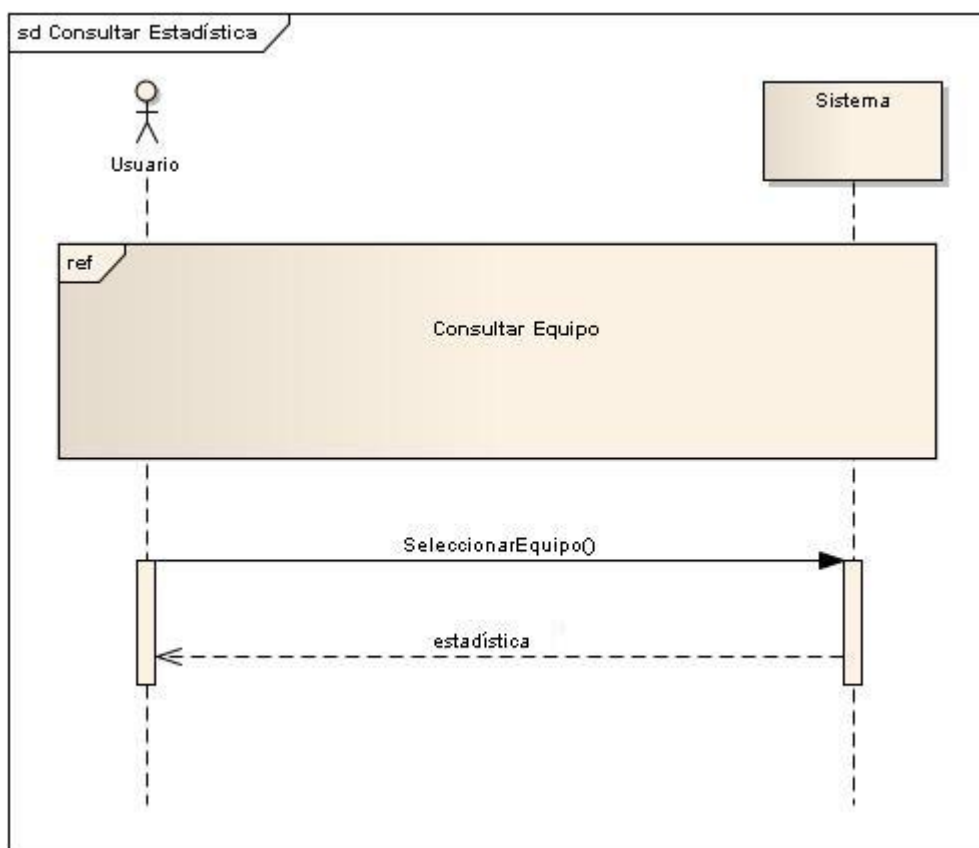 sd Consultar Estadística
Usuario
Sistema
ref
Consultar Equipo
SeleccionarEquipo()
estadística